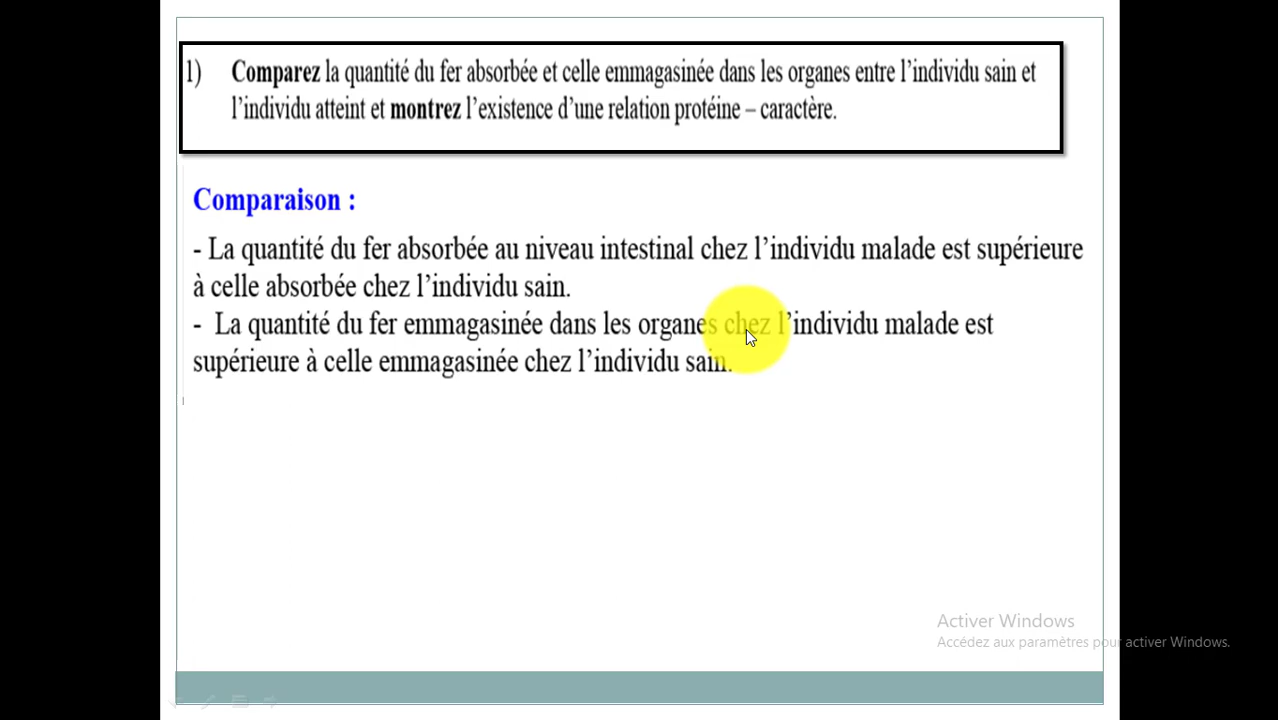 1) Comparez la quantité du fer absorbée et celle emmagasinée dans les organes entre l'individu sain et
l'individu atteint et montrez l'existence d'une relation protéine – caractère.
Comparaison :
- La quantité du fer absorbée au niveau intestinal chez l'individu malade est supérieure
à celle absorbée chez l'individu sain.
- La quantité du fer emmagasinée dans les organes chez l'individu malade est
supérieure à celle emmagasinée chez l'individu sain.
Activer Windows
Accédez aux paramètres pour activer Windows.